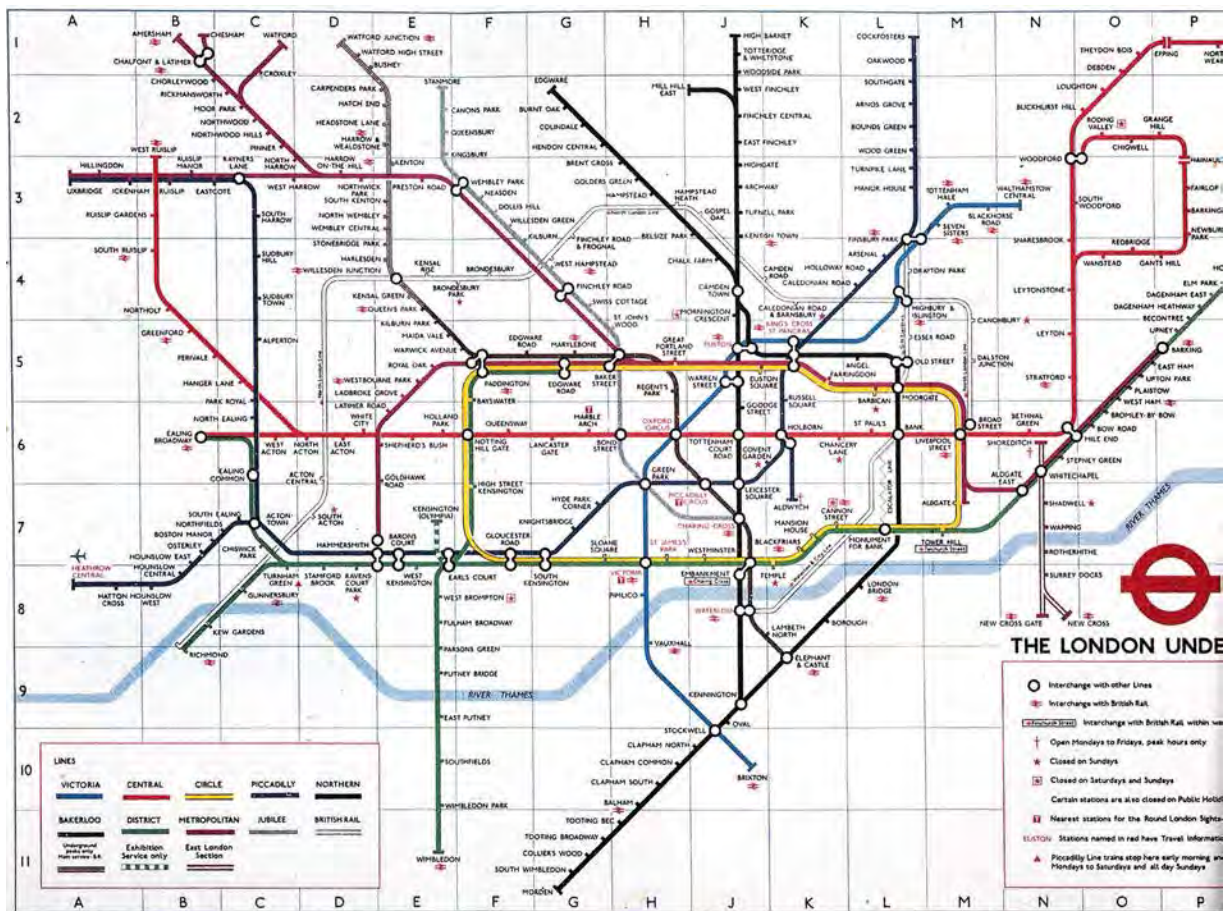 A B C D E F G H J K L M N O P
1
AMERSHAM
CHESHAM
WATFORD
CHALFONT & LATIMER
CROXLEY
CHORLEYWOOD
RICKMANSWORTH
MOOR PARK
NORTHWOOD
NORTHWOOD HILLS
PINNER
NORTH HARROW
WATFORD JUNCTION
WATFORD HIGH STREET
BUSHEY
CARPENDERS PARK
HATCH END
HEADSTONE LANE
HARROW & WEALDSTONE
KENTON
STANMORE
CANONS PARK
QUEENSBURY
KINGSBURY
EDGWARE
BURNT OAK
COLINDALE
HENDON CENTRAL
BRENT CROSS
GOLDERS GREEN
HAMPSTEAD
BELSIZE PARK
CHALK FARM
MILL HILL EAST
HIGH BARNET
TOTTERIDGE & WHETSTONE
WOODSIDE PARK
WEST FINCHLEY
FINCHLEY CENTRAL
EAST FINCHLEY
HIGHGATE
ARCHWAY
TUFNELL PARK
KENTISH TOWN
COCKFOSTERS
OAKWOOD
SOUTHGATE
ARNOS GROVE
BOUNDS GREEN
WOOD GREEN
TURNPIKE LANE
MANOR HOUSE
THEYDON BOIS
EPPING
DEBDEN
LOUGHTON
BUCKHURST HILL
RODING VALLEY
CHIGWELL
GRANGE HILL
WOODFORD
2
3
WEST RUISLIP
RUISLIP MANOR
RAYNERS LANE
HARROW ON-THE-HILL
HILLINGDON
UXBRIDGE
ICKENHAM
RUISLIP
EASTCOTE
WEST HARROW
NORTHWICK PARK
PRESTON ROAD
SOUTH KENTON
WEMBLEY PARK
NEASDEN
DOLLIS HILL
WILLESDEN GREEN
KILBURN
WEST HAMPSTEAD
FINCHLEY ROAD
SWISS COTTAGE
ST. JOHN'S WOOD
RUISLIP GARDENS
SOUTH RUISLIP
NORTHOLT
GREENFORD
PERIVALE
HANGER LANE
SOUTH HARROW
SUDBURY HILL
SUDBURY TOWN
ALPERTON
PARK ROYAL
NORTH EALING
NORTH WEMBLEY
WEMBLEY CENTRAL
STONEBRIDGE PARK
HARLESDEN
WILLESDEN JUNCTION
KENSAL RISE
BRONDESBURY PARK
BRONDESBURY
FINCHLEY ROAD & FROGNAL
HAMPSTEAD HEATH
GOSPEL OAK
CAMDEN ROAD
CALEDONIAN ROAD & BARNSBURY
TOTTENHAM HALE
WALTHAMSTOW CENTRAL
BLACKHORSE ROAD
SEVEN SISTERS
FINSBURY PARK
ARSENAL
HOLLOWAY ROAD
CALEDONIAN ROAD
DRAYTON PARK
HIGHBURY & ISLINGTON
ESSEX ROAD
OLD STREET
CANONBURY
DALSTON JUNCTION
SOUTH WOODFORD
SNARESBROOK
WANSTEAD
REDBRIDGE
GANTS HILL
LEYTONSTONE
LEYTON
STRATFORD
ELM PARK
DAGENHAM EAST
DAGENHAM HEATHWAY
BECONTREE
UPNEY
BARKING
EAST HAM
UPTON PARK
PLAISTOW
WEST HAM
BROMLEY-BY-BOW
BOW ROAD
MILE END
STEPNEY GREEN
WHITECHAPEL
4
5
KENSAL GREEN
QUEEN'S PARK
KILBURN PARK
MAIDA VALE
WARWICK AVENUE
ROYAL OAK
WESTBOURNE PARK
LADBROKE GROVE
LATIMER ROAD
PADDINGTON
BAYSWATER
EDGWARE ROAD
MARYLEBONE
EDGWARE ROAD
BAKER STREET
GREAT PORTLAND STREET
REGENT'S PARK
CAMDEN TOWN
MORNINGTON CRESCENT
EUSTON
WARREN STREET
EUSTON SQUARE
GOODGE STREET
KING'S CROSS ST. PANCRAS
RUSSELL SQUARE
ANGEL
FARRINGDON
BARBICAN
MOORGATE
BROAD STREET
6
EALING BROADWAY
WEST ACTON
NORTH ACTON
EAST ACTON
WHITE CITY
SHEPHERD'S BUSH
HOLLAND PARK
NOTTING HILL GATE
QUEENSWAY
LANCASTER GATE
MARBLE ARCH
BOND STREET
OXFORD CIRCUS
TOTTENHAM COURT ROAD
HOLBORN
CHANCERY LANE
ST PAUL'S
BANK
LIVERPOOL STREET
BETHNAL GREEN
SHOREDITCH
EALING COMMON
ACTON CENTRAL
SOUTH ACTON
GOLDHAWK ROAD
HIGH STREET KENSINGTON
KENSINGTON (OLYMPIA)
HYDE PARK CORNER
KNIGHTSBRIDGE
GREEN PARK
PICCADILLY CIRCUS
COVENT GARDEN
LEICESTER SQUARE
CHARING CROSS
ALDWYCH
ESCALATOR LINK
ALDGATE EAST
ALDGATE
7
SOUTH EALING
NORTHFIELDS
BOSTON MANOR
OSTERLEY
HOUNSLOW EAST
HOUNSLOW CENTRAL
HOUNSLOW WEST
HATTON CROSS
HEATHROW CENTRAL
ACTON TOWN
CHISWICK PARK
TURNHAM GREEN
STAMFORD BROOK
RAVENS COURT PARK
HAMMERSMITH
BARONS COURT
WEST KENSINGTON
EARLS COURT
GLOUCESTER ROAD
SOUTH KENSINGTON
SLOANE SQUARE
VICTORIA
ST. JAMES'S PARK
WESTMINSTER
EMBANKMENT
TEMPLE
BLACKFRIARS
MANSION HOUSE
CANNON STREET
MONUMENT FOR BANK
TOWER HILL
Fenchurch Street
SHADWELL
WAPPING
ROTHERHITHE
SURREY DOCKS
NEW CROSS GATE
NEW CROSS
RIVER THAMES
8
GUNNERSBURY
KEW GARDENS
RICHMOND
WEST BROMPTON
FULHAM BROADWAY
PARSONS GREEN
PUTNEY BRIDGE
EAST PUTNEY
SOUTHFIELDS
WIMBLEDON PARK
WIMBLEDON
PIMLICO
VAUXHALL
WATERLOO
LAMBETH NORTH
LONDON BRIDGE
BOROUGH
ELEPHANT & CASTLE
KENNINGTON
OVAL
STOCKWELL
BRIXTON
CLAPHAM NORTH
CLAPHAM COMMON
CLAPHAM SOUTH
BALHAM
TOOTING BEC
TOOTING BROADWAY
COLLIER'S WOOD
SOUTH WIMBLEDON
MORDEN
9
RIVER THAMES
10
11
LINES
VICTORIA CENTRAL CIRCLE PICCADILLY NORTHERN
BAKERLOO DISTRICT METROPOLITAN JUBILEE BRITISH RAIL
Exhibition Service only
East London Section
THE LONDON UNDE
Interchange with other Lines
Interchange with British Rail
Fenchurch Street Interchange with British Rail within
Open Mondays to Fridays, peak hours only
Closed on Sundays
Closed on Saturdays and Sundays
Certain stations are also closed on Public
Nearest stations for the Round London
EUSTON Stations named in red have Travel
Piccadilly Line trains stop here early morning
Mondays to Saturdays and all day Sundays
A B C D E F G H J K L M N O P